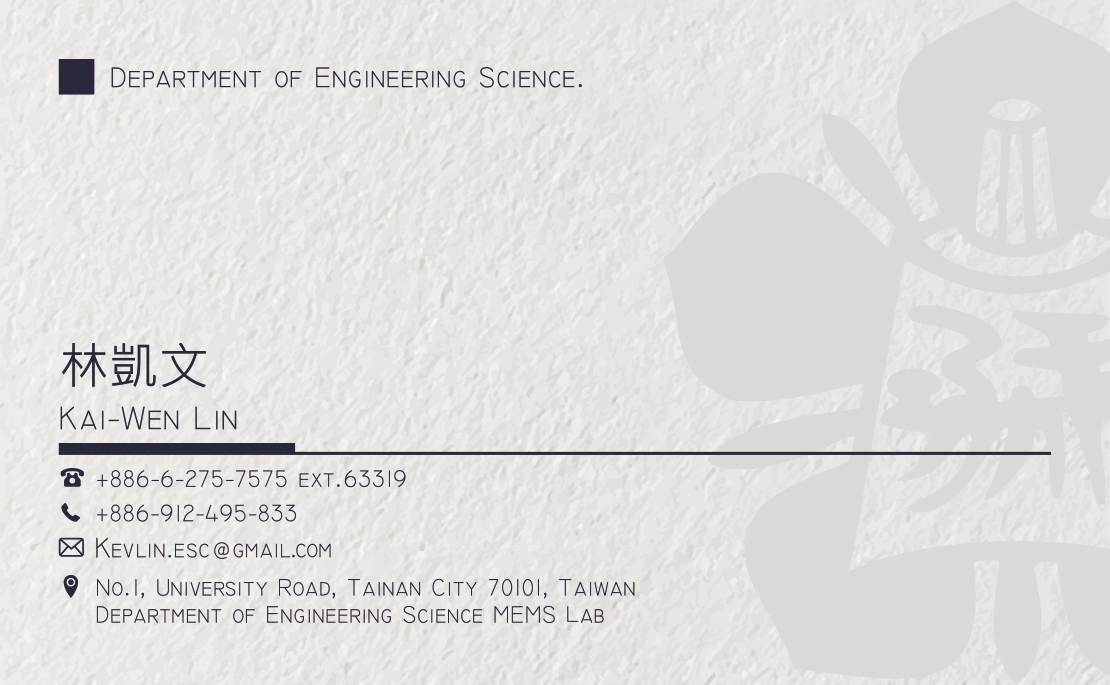 Department of Engineering Science.
林凱文
Kai-Wen Lin
+886-6-275-7575 ext.63319
+886-912-495-833
Kevlin.esc@gmail.com
No.1, University Road, Tainan City 70101, Taiwan
Department of Engineering Science MEMS Lab